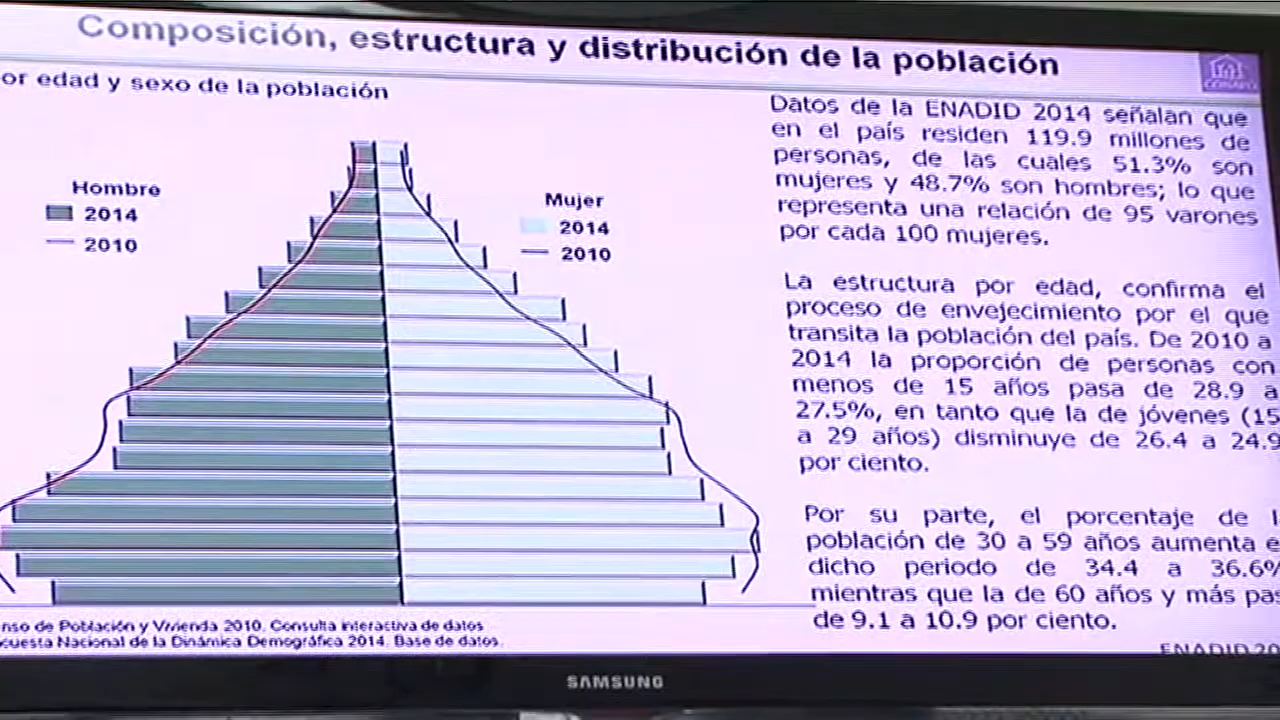 Composición, estructura y distribución de la población
or edad y sexo de la población
CONAPO
Hombre
2014
2010
Mujer
2014
2010
Datos de la ENADID 2014 señalan que
en el país residen 119.9 millones de
personas, de las cuales 51.3% son
mujeres y 48.7% son hombres; lo que
representa una relación de 95 varones
por cada 100 mujeres.
La estructura por edad, confirma el
proceso de envejecimiento por el que
transita la población del país. De 2010 a
2014 la proporción de personas con
menos de 15 años pasa de 28.9 a
27.5%, en tanto que la de jóvenes (15
a 29 años) disminuye de 26.4 a 24.9
por ciento.
Por su parte, el porcentaje de l
población de 30 a 59 años aumenta e
dicho periodo de 34.4 a 36.6%
mientras que la de 60 años y más pas
de 9.1 a 10.9 por ciento.
nso de Población y Vivienda 2010. Consulta interactiva de datos
cuesta Nacional de la Dinámica Demográfica 2014. Base de datos.
ENADID 20
SAMSUNG